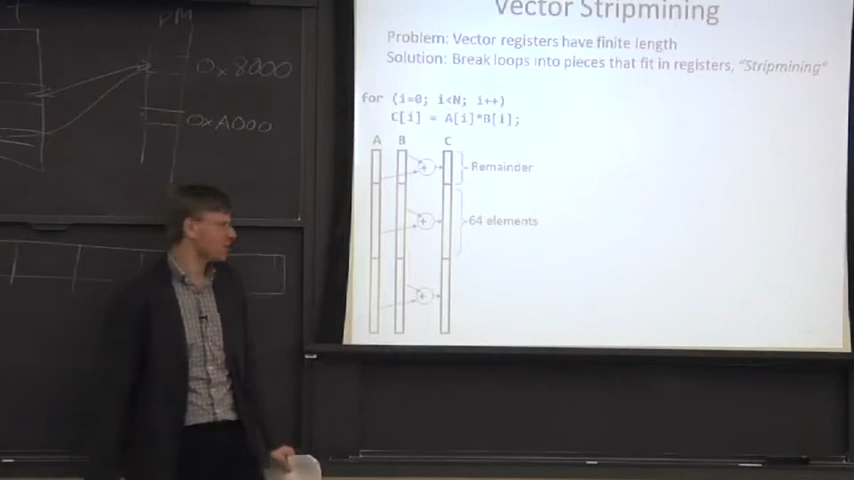 PM
0x8000
0xA000
Vector Stripmining
Problem: Vector registers have finite length
Solution: Break loops into pieces that fit in registers, "Stripmining"
for (i=0; i<N; i++)
C[i] = A[i]*B[i];
A B C
+ Remainder
+ 64 elements
+